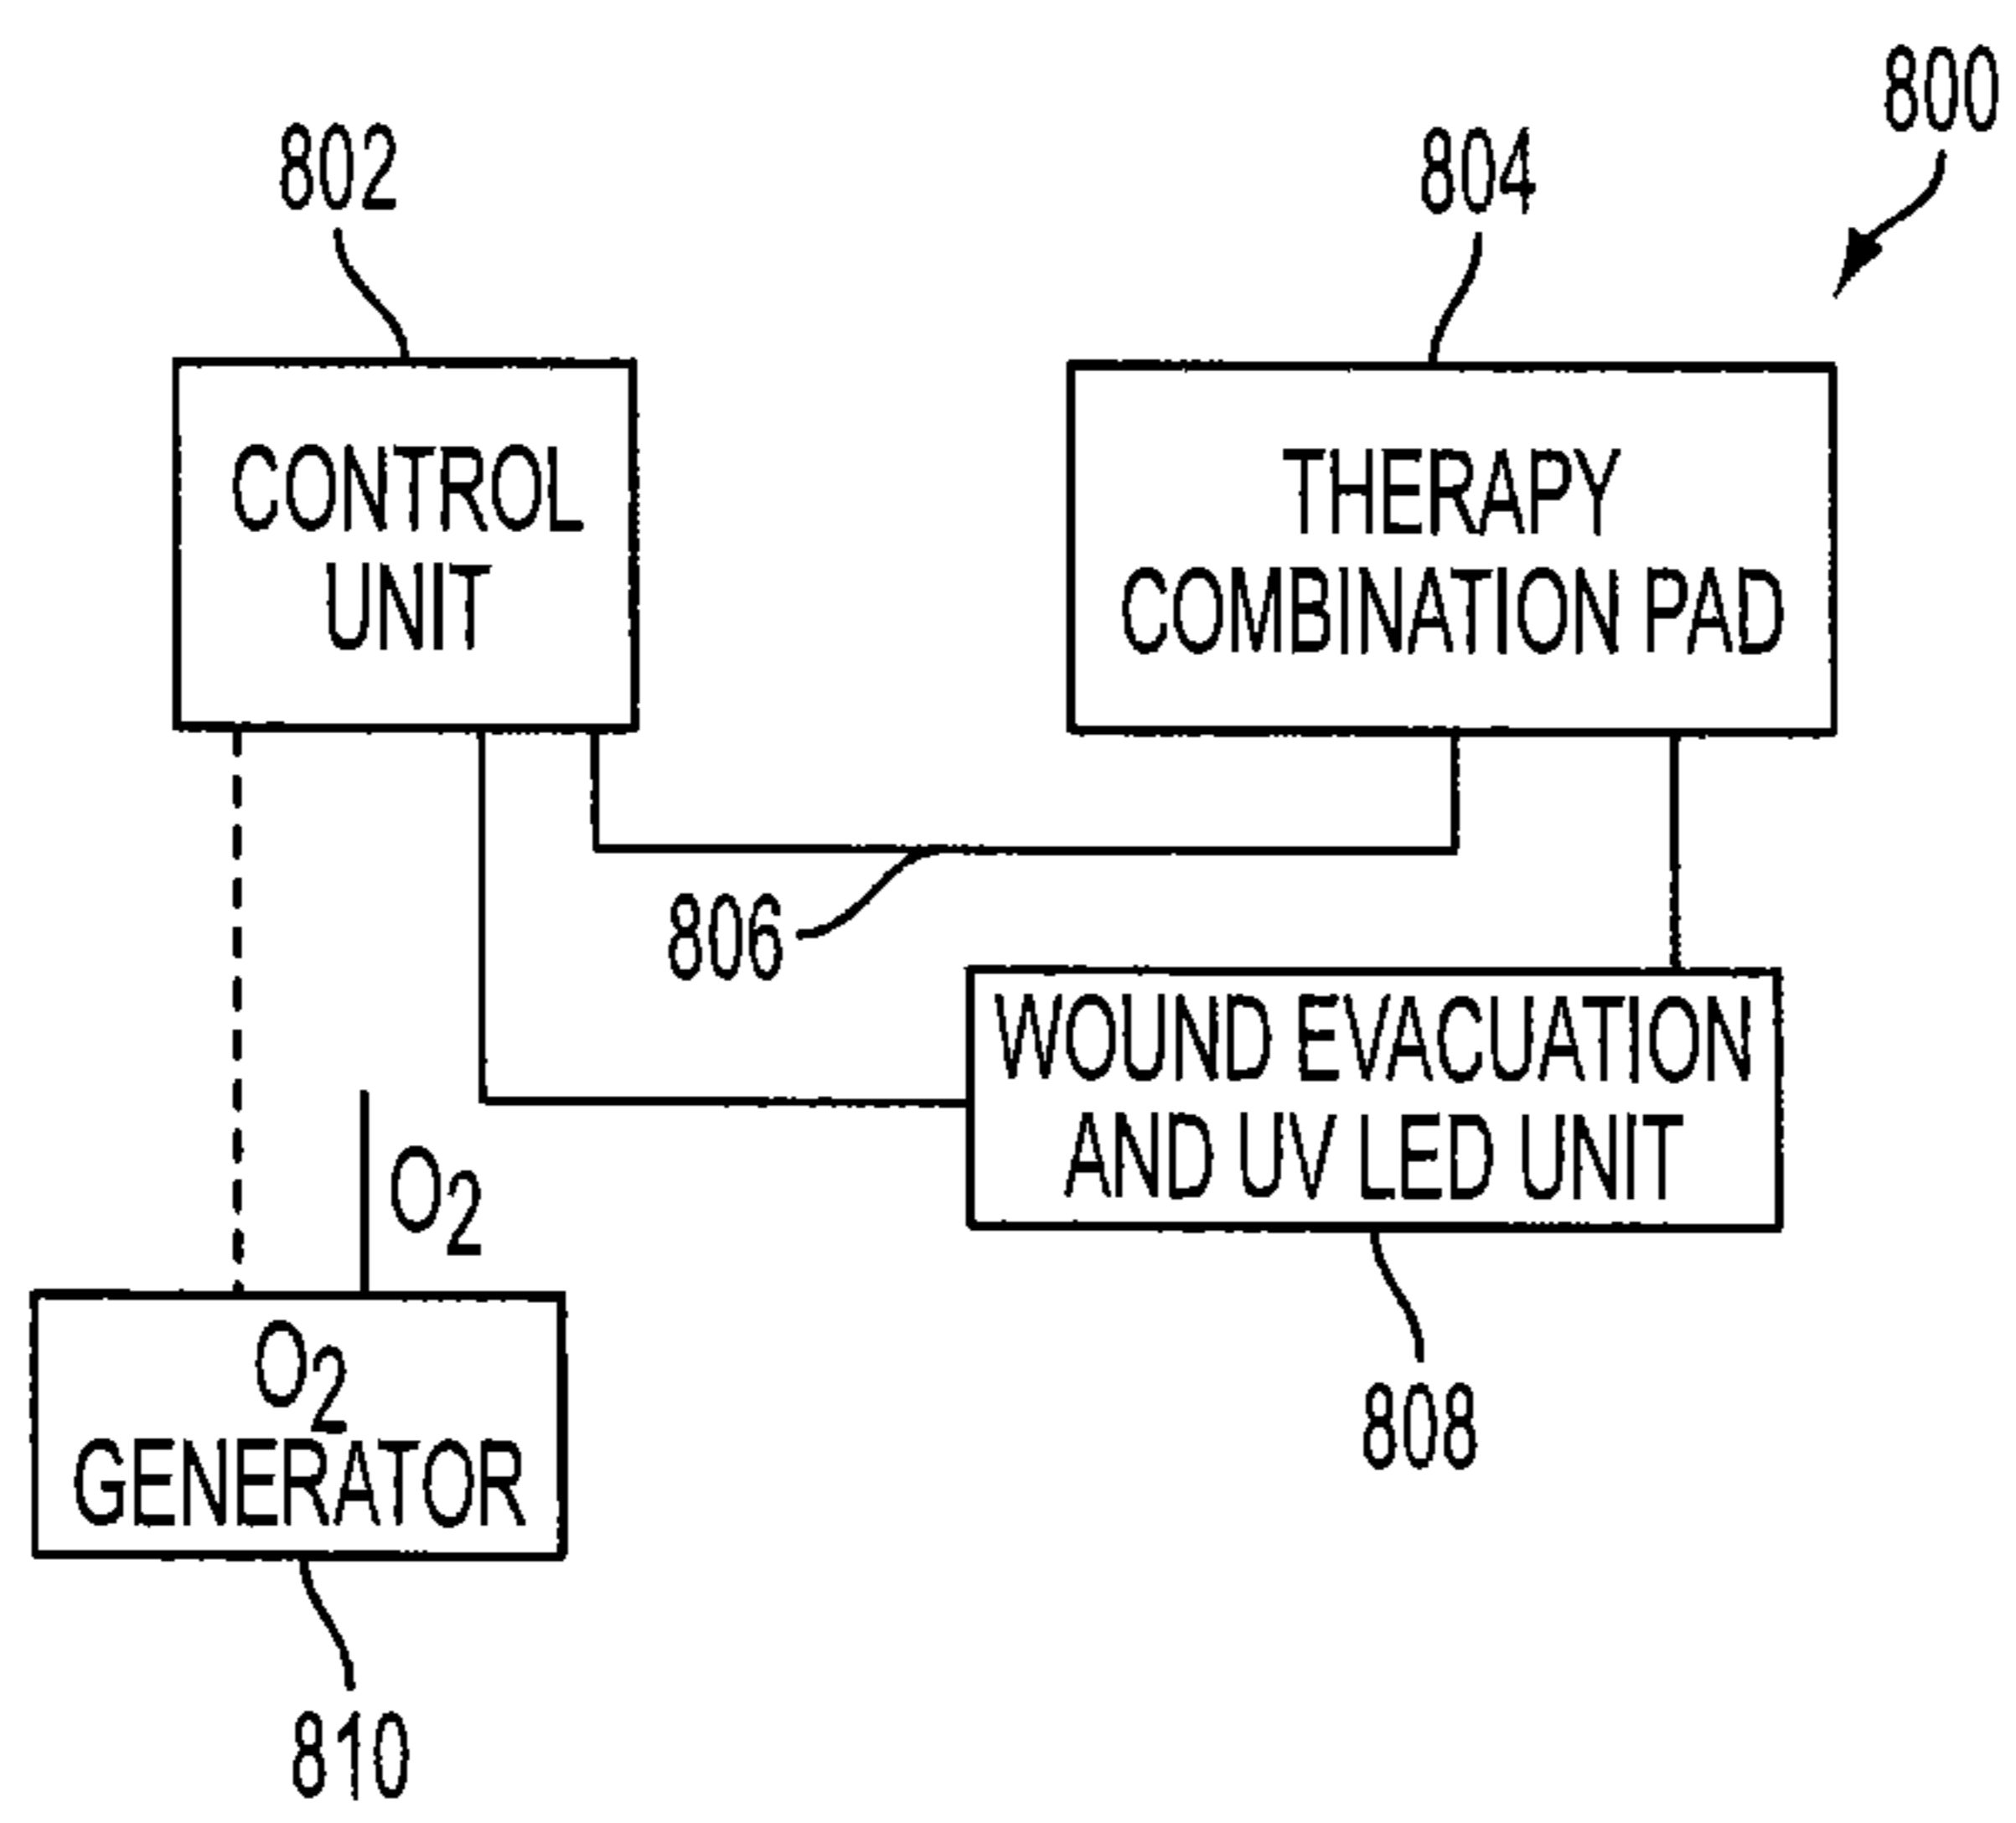 800
802
804
CONTROL
UNIT
THERAPY
COMBINATION PAD
806
WOUND EVACUATION
AND UV LED UNIT
O2
O2
GENERATOR
808
810